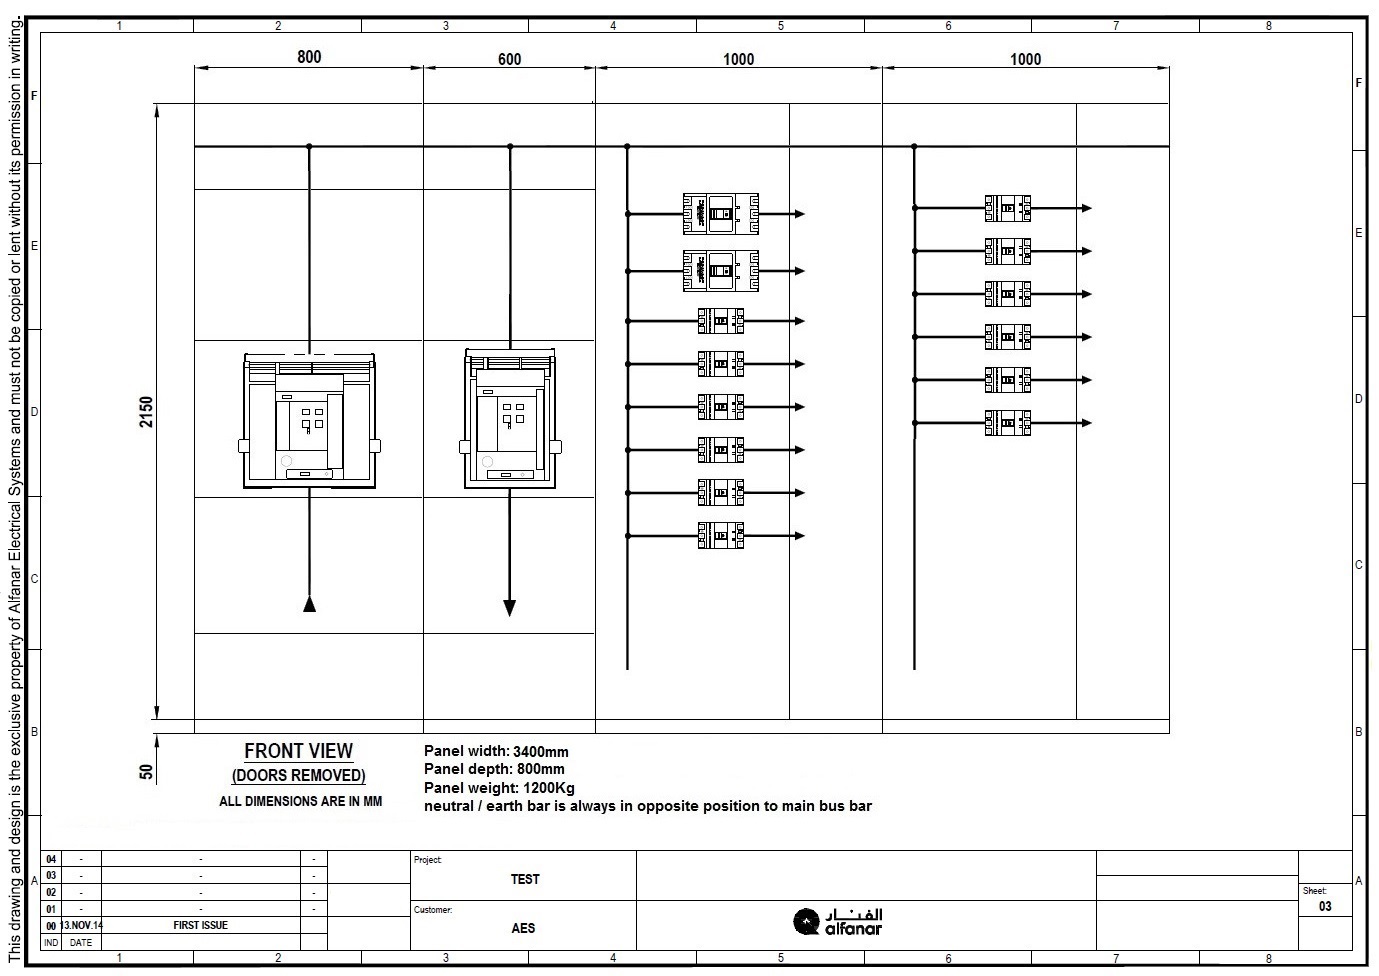 1 2 3 4 5 6 7 8
800 600 1000 1000
F F
E E
D D
C C
B B
A A
2150
50
This drawing and design is the exclusive property of Alfanar Electrical Systems and must not be copied or lent without its permission in writing.
FRONT VIEW
(DOORS REMOVED)
ALL DIMENSIONS ARE IN MM
Panel width: 3400mm
Panel depth: 800mm
Panel weight: 1200Kg
neutral / earth bar is always in opposite position to main bus bar
04 - - -
03 - - -
02 - - -
01 - - -
00 13.NOV.14 FIRST ISSUE
IND DATE
Project:
TEST
Customer:
AES
الفنار
alfanar
Sheet:
03
1 2 3 4 5 6 7 8